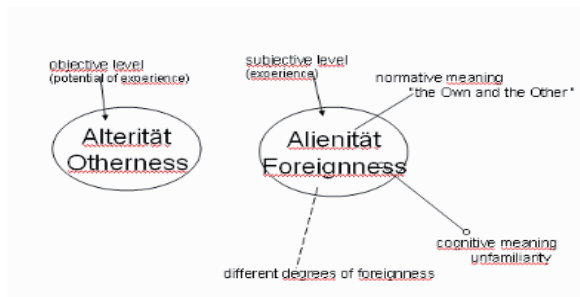 objective level
(potential of experience)
Alterität
Otherness
subjective level
(experience)
normative meaning
"the Own and the Other"
Alienität
Foreignness
cognitive meaning
unfamiliarity
different degrees of foreignness